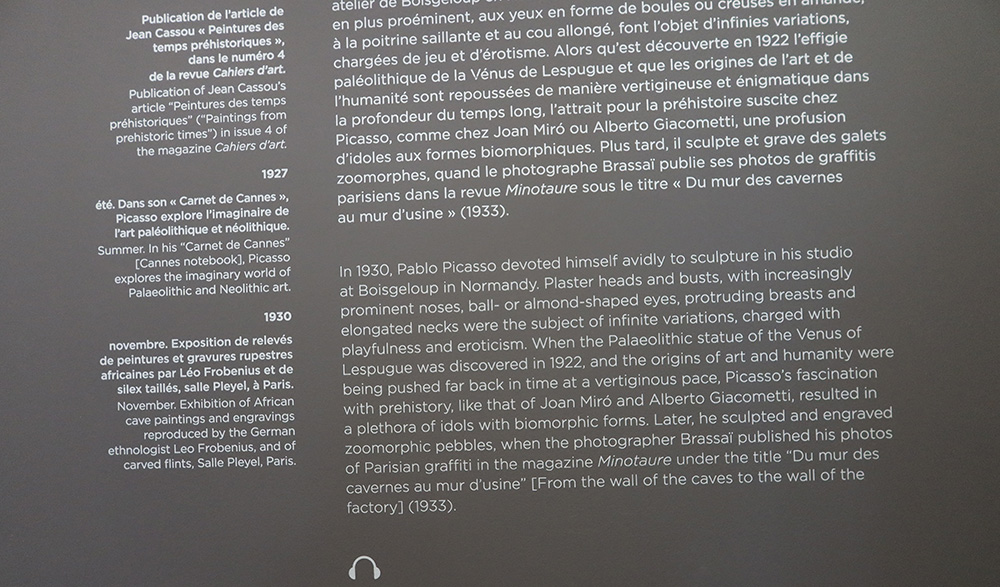 Publication de l'article de
Jean Cassou « Peintures des
temps préhistoriques »,
dans le numéro 4
de la revue Cahiers d'art.
Publication of Jean Cassou's
article “Peintures des temps
préhistoriques” (“Paintings from
prehistoric times”) in issue 4 of
the magazine Cahiers d'art.
1927
été. Dans son « Carnet de Cannes »,
Picasso explore l'imaginaire de
l'art paléolithique et néolithique.
Summer. In his “Carnet de Cannes”
[Cannes notebook], Picasso
explores the imaginary world of
Palaeolithic and Neolithic art.
1930
novembre. Exposition de relevés
de peintures et gravures rupestres
africaines par Léo Frobenius et de
silex taillés, salle Pleyel, à Paris.
November. Exhibition of African
cave paintings and engravings
reproduced by the German
ethnologist Leo Frobenius, and of
carved flints, Salle Pleyel, Paris.
atelier de Boisgeloup en
en plus proéminent, aux yeux en forme de boules ou creusés en amande,
à la poitrine saillante et au cou allongé, font l'objet d'infinies variations,
chargées de jeu et d'érotisme. Alors qu'est découverte en 1922 l'effigie
paléolithique de la Vénus de Lespugue et que les origines de l'art et de
l'humanité sont repoussées de manière vertigineuse et énigmatique dans
la profondeur du temps long, l'attrait pour la préhistoire suscite chez
Picasso, comme chez Joan Miró ou Alberto Giacometti, une profusion
d'idoles aux formes biomorphiques. Plus tard, il sculpte et grave des galets
zoomorphes, quand le photographe Brassaï publie ses photos de graffitis
parisiens dans la revue Minotaure sous le titre « Du mur des cavernes
au mur d'usine » (1933).
In 1930, Pablo Picasso devoted himself avidly to sculpture in his studio
at Boisgeloup in Normandy. Plaster heads and busts, with increasingly
prominent noses, ball- or almond-shaped eyes, protruding breasts and
elongated necks were the subject of infinite variations, charged with
playfulness and eroticism. When the Palaeolithic statue of the Venus of
Lespugue was discovered in 1922, and the origins of art and humanity were
being pushed far back in time at a vertiginous pace, Picasso's fascination
with prehistory, like that of Joan Miró and Alberto Giacometti, resulted in
a plethora of idols with biomorphic forms. Later, he sculpted and engraved
zoomorphic pebbles, when the photographer Brassaï published his photos
of Parisian graffiti in the magazine Minotaure under the title “Du mur des
cavernes au mur d'usine” [From the wall of the caves to the wall of the
factory] (1933).